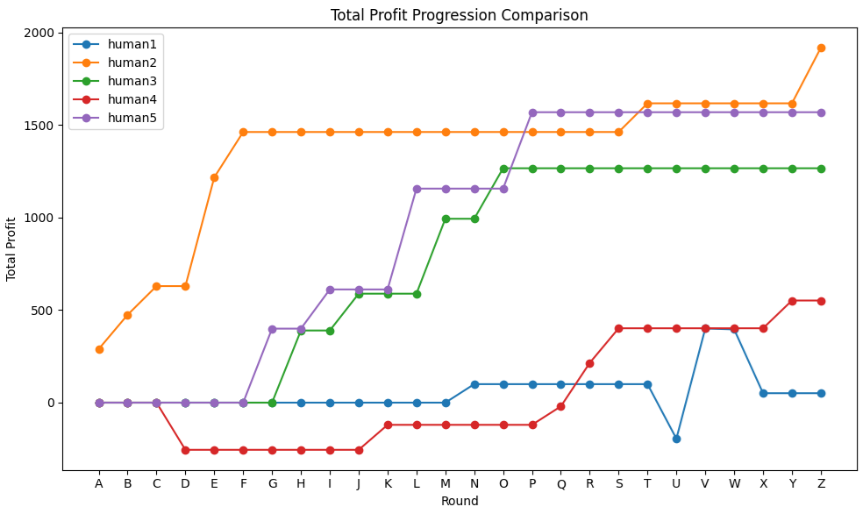 Total Profit Progression Comparison
2000
1500
1000
500
0
Total Profit
human1
human2
human3
human4
human5
A B C D E F G H I J K L M N O P Q R S T U V W X Y Z
Round